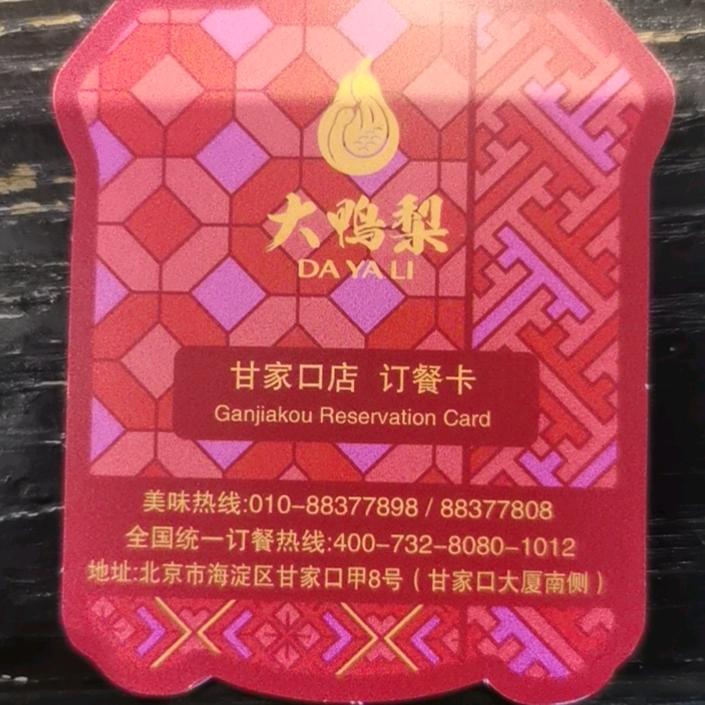 大鸭梨
DA YA LI
甘家口店 订餐卡
Ganjiakou Reservation Card
美味热线:010-88377898 / 88377808
全国统一订餐热线:400-732-8080-1012
地址:北京市海淀区甘家口甲8号（甘家口大厦南侧）